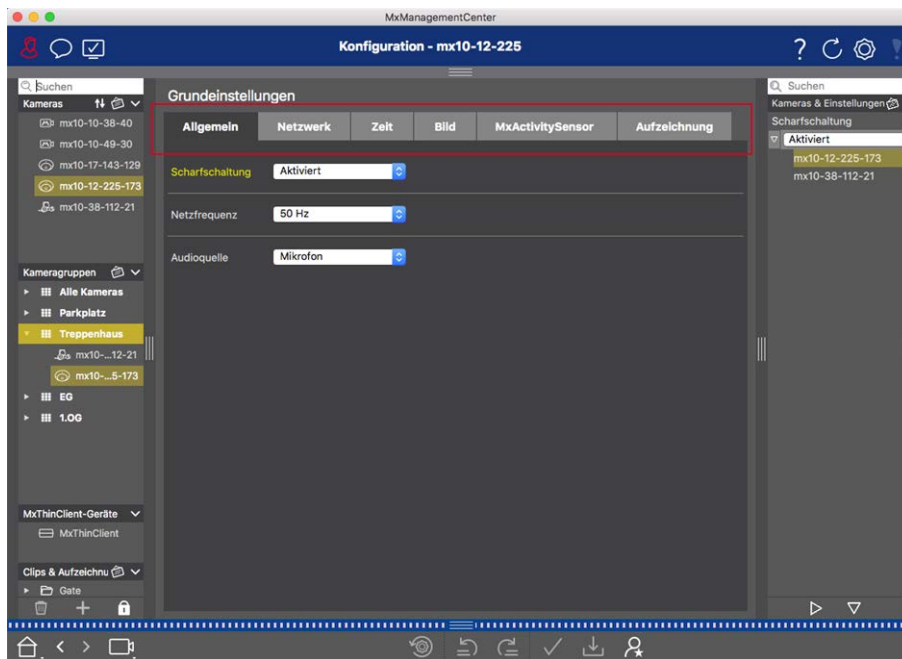 MxManagementCenter
Konfiguration - mx10-12-225
Suchen
Kameras
mx10-10-38-40
mx10-10-49-30
mx10-17-143-129
mx10-12-225-173
mx10-38-112-21
Kameragruppen
Alle Kameras
Parkplatz
Treppenhaus
mx10-...12-21
mx10-...5-173
EG
1.OG
MxThinClient-Geräte
MxThinClient
Clips & Aufzeichnu
Gate
Grundeinstellungen
Allgemein Netzwerk Zeit Bild MxActivitySensor Aufzeichnung
Scharfschaltung Aktiviert
Netzfrequenz 50 Hz
Audioquelle Mikrofon
Suchen
Kameras & Einstellungen
Scharfschaltung
Aktiviert
mx10-12-225-173
mx10-38-112-21